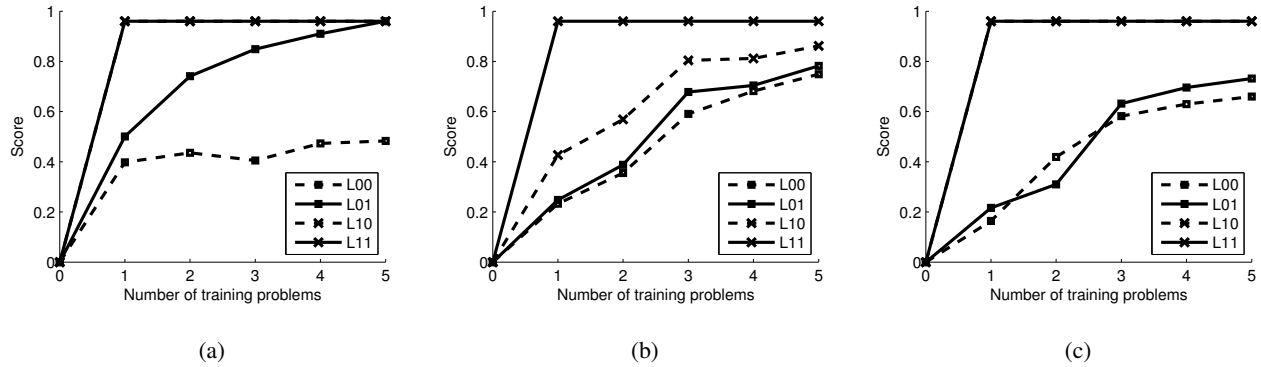 1
0.8
0.6
0.4
0.2
0
Score
0 1 2 3 4 5
Number of training problems
L00
L01
L10
L11
(a)
1
0.8
0.6
0.4
0.2
0
Score
0 1 2 3 4 5
Number of training problems
L00
L01
L10
L11
(b)
1
0.8
0.6
0.4
0.2
0
Score
0 1 2 3 4 5
Number of training problems
L00
L01
L10
L11
(c)